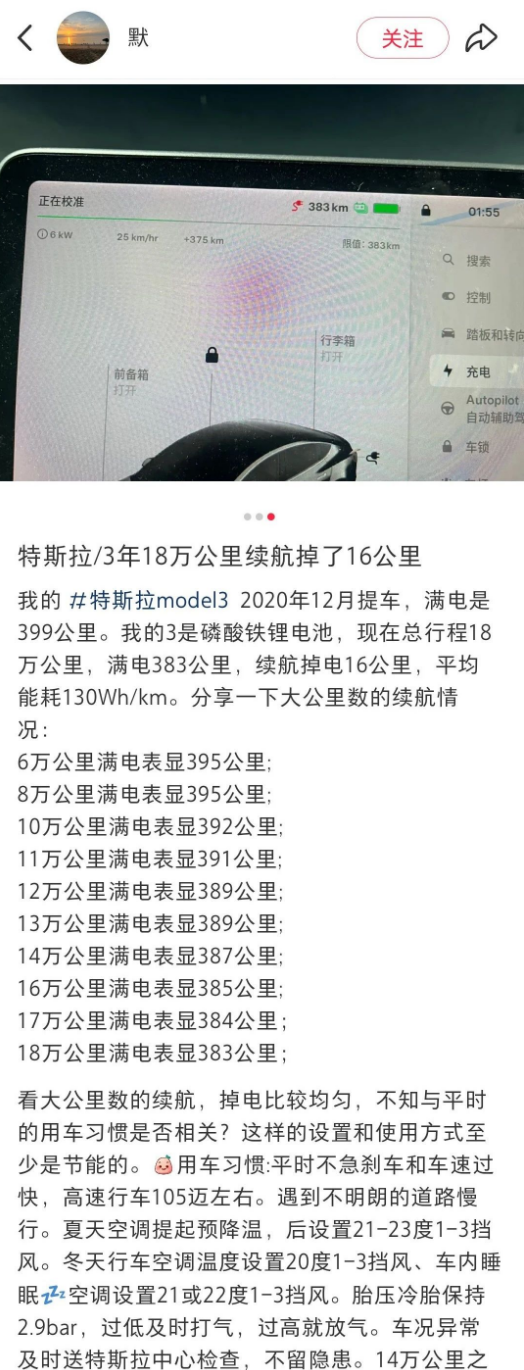 默
关注
正在校准
383 km
01:55
6 kW
25 km/hr
+375 km
限值: 383km
搜索
控制
踏板和转向
充电
Autopilot
自动辅助驾
车锁
前备箱
打开
行李箱
打开
特斯拉/3年18万公里续航掉了16公里
我的 #特斯拉model3 2020年12月提车，满电是
399公里。我的3是磷酸铁锂电池，现在总行程18
万公里，满电383公里，续航掉电16公里，平均
能耗130Wh/km。分享一下大公里数的续航情
况：
6万公里满电表显395公里;
8万公里满电表显395公里;
10万公里满电表显392公里;
11万公里满电表显391公里;
12万公里满电表显389公里;
13万公里满电表显389公里;
14万公里满电表显387公里;
16万公里满电表显385公里;
17万公里满电表显384公里；
18万公里满电表显383公里；
看大公里数的续航，掉电比较均匀，不知与平时
的用车习惯是否相关？这样的设置和使用方式至
少是节能的。用车习惯:平时不急刹车和车速过
快，高速行车105迈左右。遇到不明朗的道路慢
行。夏天空调提起预降温，后设置21-23度1-3挡
风。冬天行车空调温度设置20度1-3挡风、车内睡
眠💤空调设置21或22度1-3挡风。胎压冷胎保持
2.9bar，过低及时打气，过高就放气。车况异常
及时送特斯拉中心检查，不留隐患。14万公里之